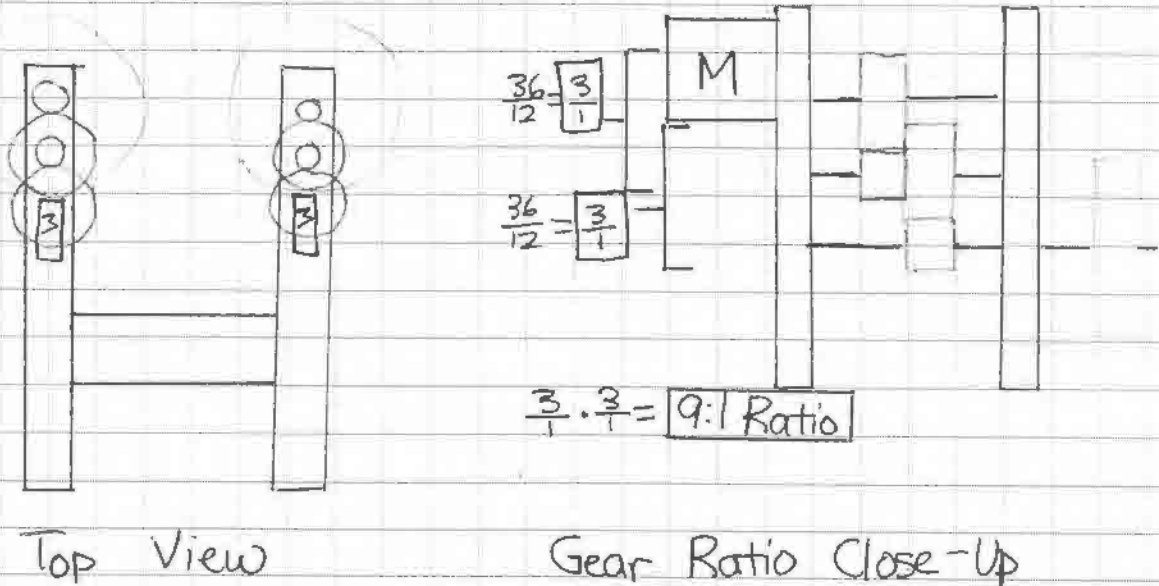 36/12 = 3/1
M
3
3
36/12 = 3/1
3/1 · 3/1 = 9:1 Ratio
Top View
Gear Ratio Close-Up